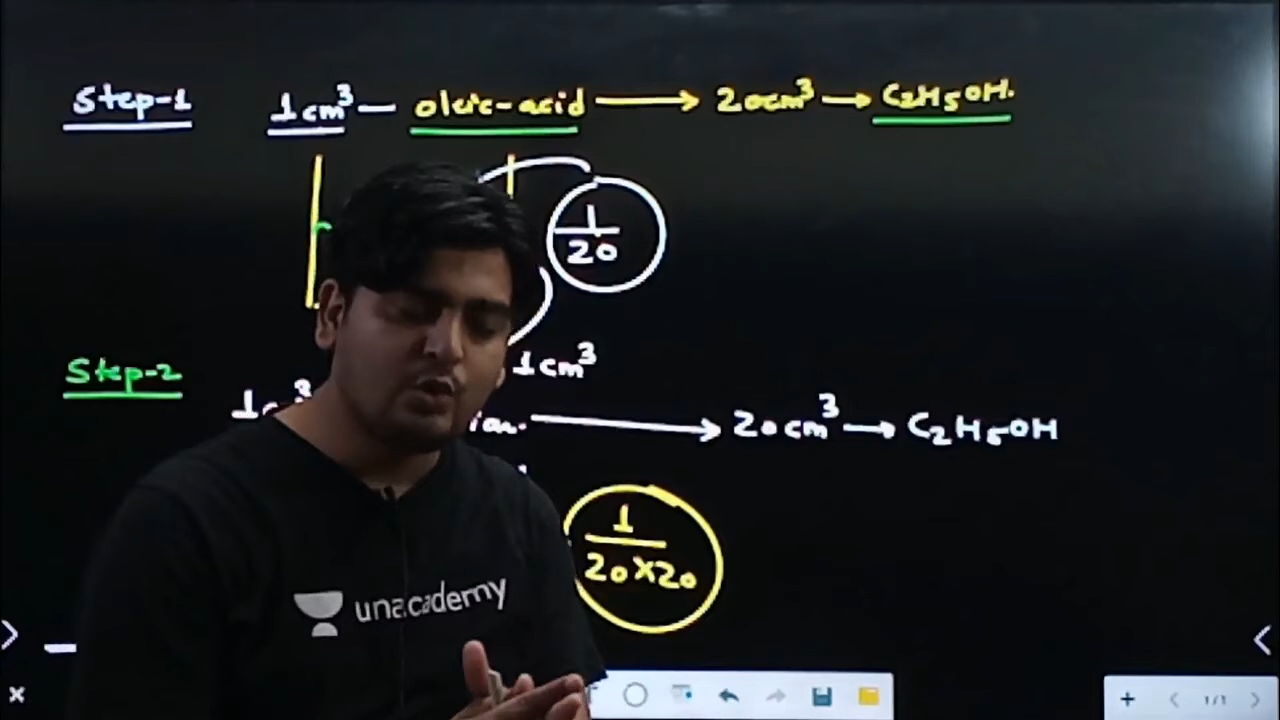 Step-1 1cm³ — oleic-acid → 20cm³ → C₂H₅OH.
1/20
1cm³
Step-2
20cm³ → C₂H₅OH
1/20×20
unacademy
1/1